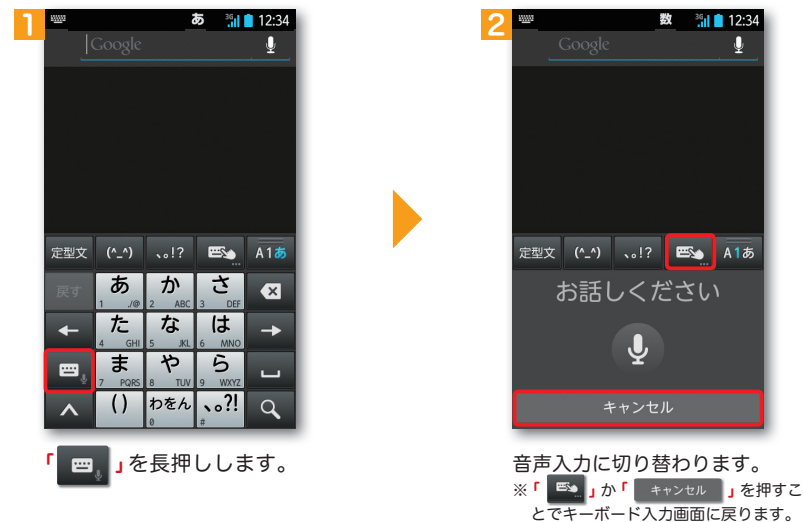 1
あ 3G 12:34
Google
定型文 (^_^) 、。!? A1あ
戻す あ 1 ./@ か 2 ABC さ 3 DEF
← た 4 GHI な 5 JKL は 6 MNO →
ま 7 PQRS や 8 TUV ら 9 WXYZ
() わをん 0 、。?! #
「 」を長押しします。
2
数 3G 12:34
Google
定型文 (^_^) 、。!? A1あ
お話しください
キャンセル
音声入力に切り替わります。
※「 」か「 キャンセル 」を押すこ
とでキーボード入力画面に戻ります。